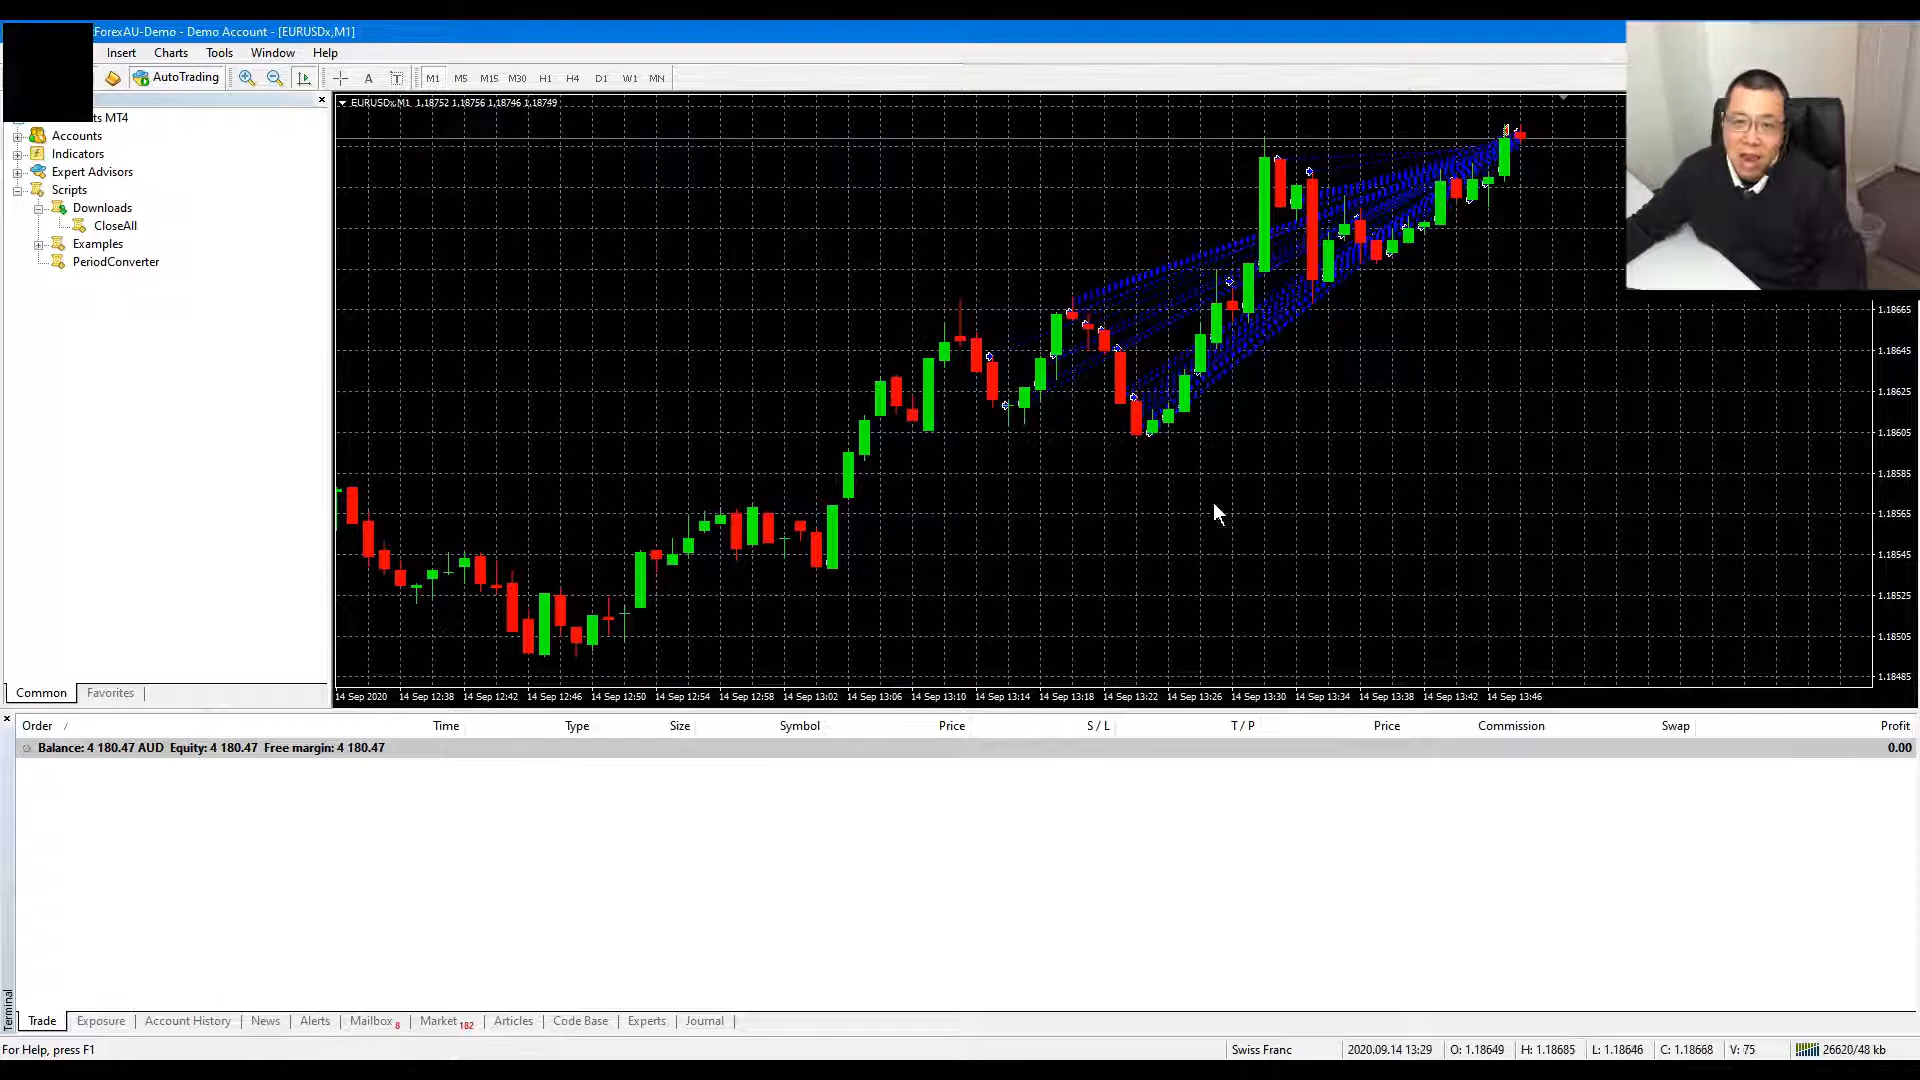 :ForexAU-Demo - Demo Account - [EURUSDx,M1]
Insert Charts Tools Window Help
AutoTrading A T M1 M5 M15 M30 H1 H4 D1 W1 MN
ts MT4
Accounts
Indicators
Expert Advisors
Scripts
Downloads
CloseAll
Examples
PeriodConverter
Common Favorites
EURUSDx,M1 1.18752 1.18756 1.18746 1.18749
1.18665
1.18645
1.18625
1.18605
1.18585
1.18565
1.18545
1.18525
1.18505
1.18485
14 Sep 2020 14 Sep 12:38 14 Sep 12:42 14 Sep 12:46 14 Sep 12:50 14 Sep 12:54 14 Sep 12:58 14 Sep 13:02 14 Sep 13:06 14 Sep 13:10 14 Sep 13:14 14 Sep 13:18 14 Sep 13:22 14 Sep 13:26 14 Sep 13:30 14 Sep 13:34 14 Sep 13:38 14 Sep 13:42 14 Sep 13:46
Order / Time Type Size Symbol Price S / L T / P Price Commission Swap Profit
Balance: 4 180.47 AUD Equity: 4 180.47 Free margin: 4 180.47 0.00
Terminal
Trade Exposure Account History News Alerts Mailbox 8 Market 182 Articles Code Base Experts Journal
For Help, press F1 Swiss Franc 2020.09.14 13:29 O: 1.18649 H: 1.18685 L: 1.18646 C: 1.18668 V: 75 26620/48 kb